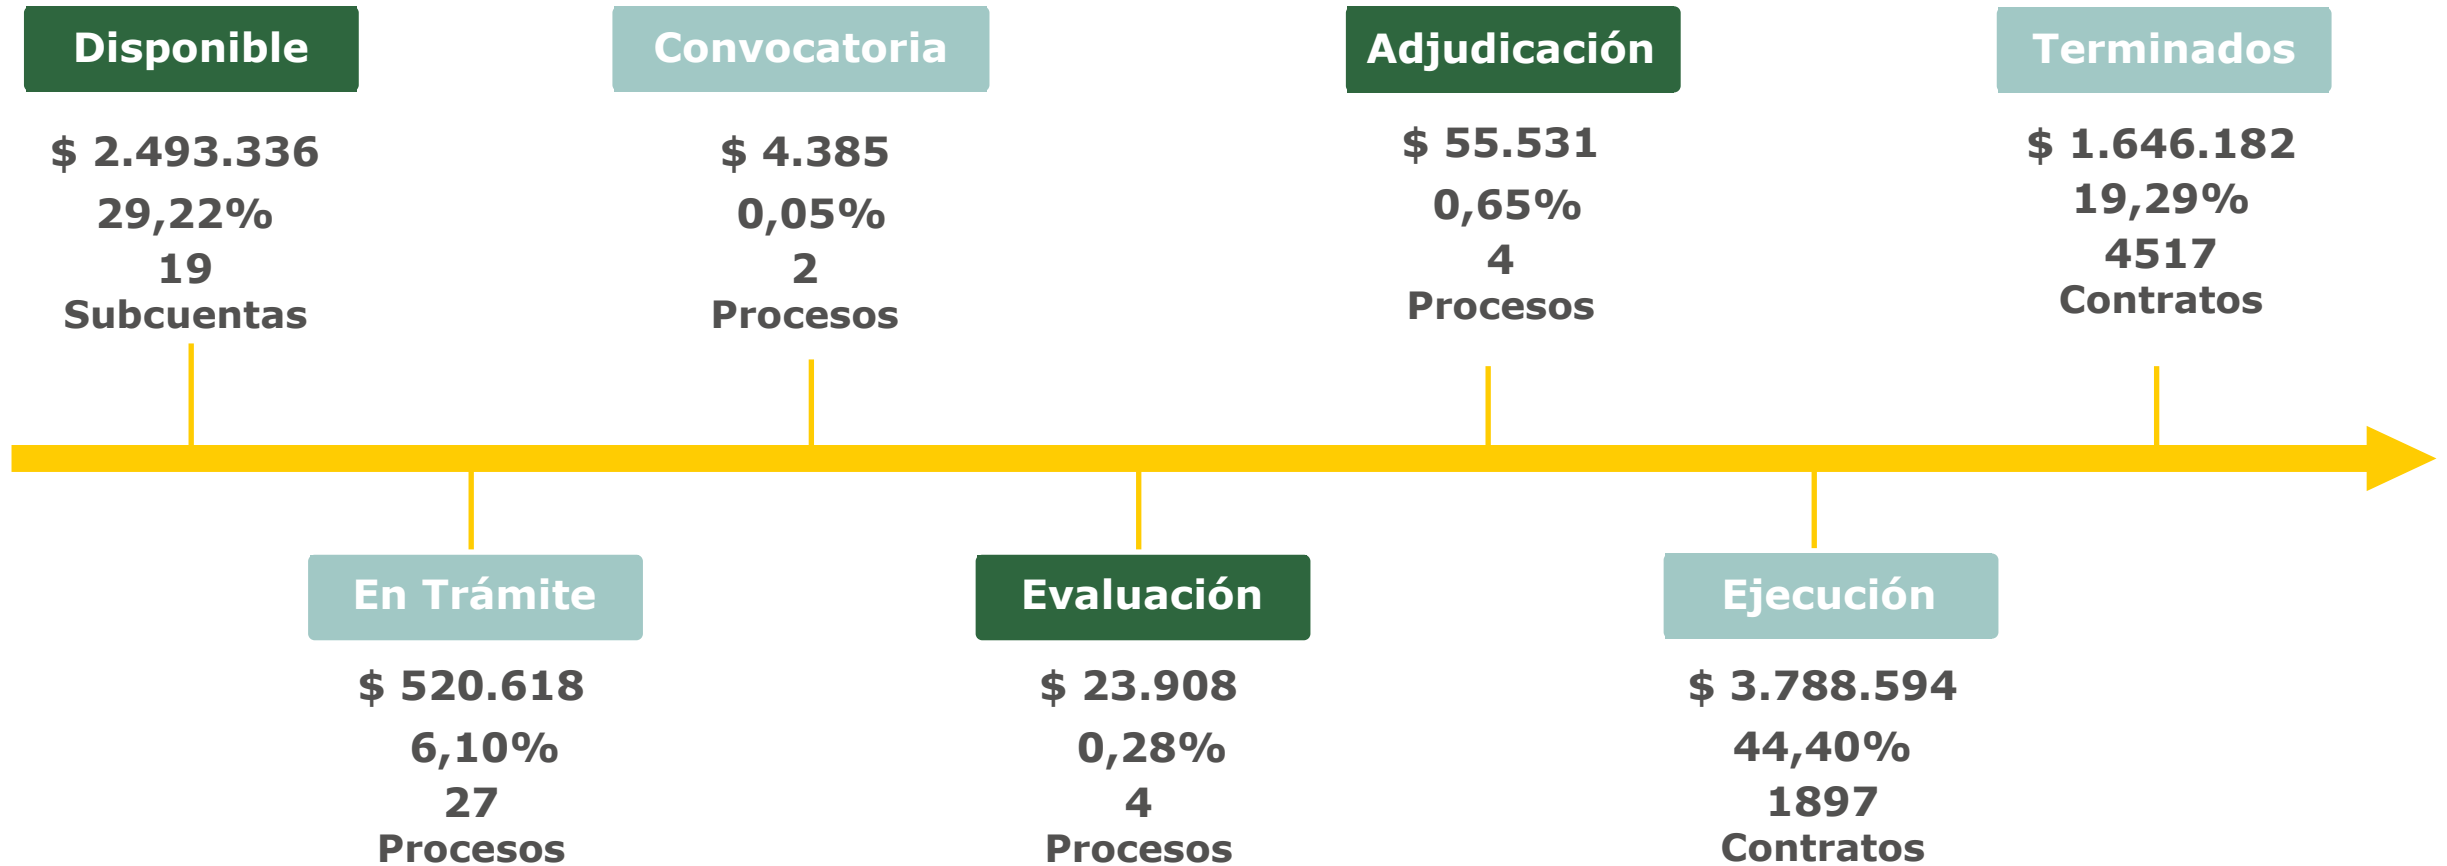 Disponible
$ 2.493.336
29,22%
19
Subcuentas
En Trámite
$ 520.618
6,10%
27
Procesos
Convocatoria
$ 4.385
0,05%
2
Procesos
Evaluación
$ 23.908
0,28%
4
Procesos
Adjudicación
$ 55.531
0,65%
4
Procesos
Ejecución
$ 3.788.594
44,40%
1897
Contratos
Terminados
$ 1.646.182
19,29%
4517
Contratos